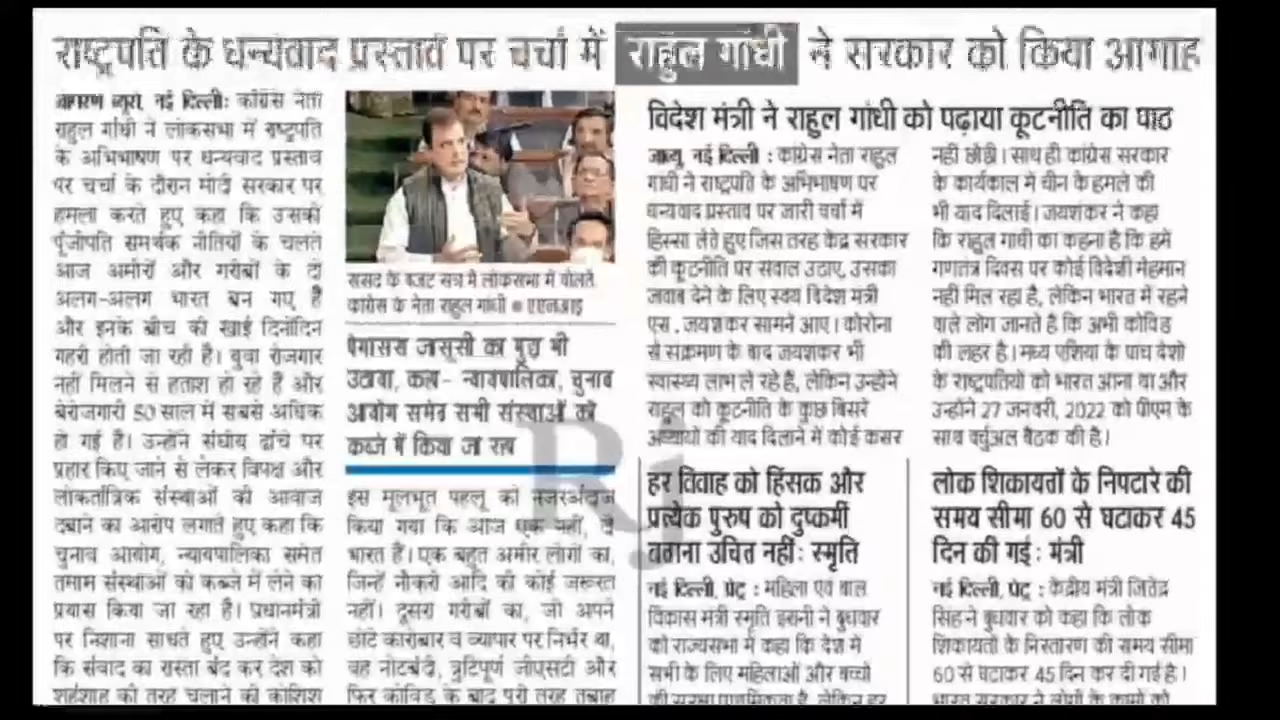 राष्ट्रपति के धन्यवाद प्रस्ताव पर चर्चा में राहुल गांधी ने सरकार को किया आगाह
जागरण ब्यूरो, नई दिल्ली: कांग्रेस नेता
राहुल गांधी ने लोकसभा में राष्ट्रपति
के अभिभाषण पर धन्यवाद प्रस्ताव
पर चर्चा के दौरान मोदी सरकार पर
हमला करते हुए कहा कि उसकी
पूंजीपति समर्थक नीतियों के चलते
आज अमीरों और गरीबों के दो
अलग-अलग भारत बन गए हैं
और इनके बीच की खाई दिनोंदिन
गहरी होती जा रही है। युवा रोजगार
नहीं मिलने से हताश हो रहे हैं और
बेरोजगारी 50 साल में सबसे अधिक
हो गई है। उन्होंने संघीय ढांचे पर
प्रहार किए जाने से लेकर विपक्ष और
लोकतांत्रिक संस्थाओं की आवाज
दबाने का आरोप लगाते हुए कहा कि
चुनाव आयोग, न्यायपालिका समेत
तमाम संस्थाओं को कब्जे में लेने का
प्रयास किया जा रहा है। प्रधानमंत्री
पर निशाना साधते हुए उन्होंने कहा
कि संवाद का रास्ता बंद कर देश को
शहंशाह की तरह चलाने की कोशिश
संसद के बजट सत्र में लोकसभा में बोलते
कांग्रेस के नेता राहुल गांधी ● एएनआइ
पेगासस जासूसी का मुद्दा भी
उठाया, कहा- न्यायपालिका, चुनाव
आयोग समेत सभी संस्थाओं को
कब्जे में किया जा रहा
इस मूलभूत पहलू को नजरअंदाज
किया गया कि आज एक नहीं, दो
भारत हैं। एक बहुत अमीर लोगों का,
जिन्हें नौकरी आदि की कोई जरूरत
नहीं। दूसरा गरीबों का, जो अपने
छोटे कारोबार व व्यापार पर निर्भर था,
वह नोटबंदी, त्रुटिपूर्ण जीएसटी और
फिर कोविड के बाद पूरी तरह तबाह
विदेश मंत्री ने राहुल गांधी को पढ़ाया कूटनीति का पाठ
जाब्यू, नई दिल्ली : कांग्रेस नेता राहुल
गांधी ने राष्ट्रपति के अभिभाषण पर
धन्यवाद प्रस्ताव पर जारी चर्चा में
हिस्सा लेते हुए जिस तरह केंद्र सरकार
की कूटनीति पर सवाल उठाए, उसका
जवाब देने के लिए स्वयं विदेश मंत्री
एस. जयशंकर सामने आए। कोरोना
से संक्रमण के बाद जयशंकर भी
स्वास्थ्य लाभ ले रहे हैं, लेकिन उन्होंने
राहुल को कूटनीति के कुछ बिसरे
अध्यायों की याद दिलाने में कोई कसर
नहीं छोड़ी। साथ ही कांग्रेस सरकार
के कार्यकाल में चीन के हमले की
भी याद दिलाई। जयशंकर ने कहा
कि राहुल गांधी का कहना है कि हमें
गणतंत्र दिवस पर कोई विदेशी मेहमान
नहीं मिल रहा है, लेकिन भारत में रहने
वाले लोग जानते हैं कि अभी कोविड
की लहर है। मध्य एशिया के पांच देशों
के राष्ट्रपतियों को भारत आना था और
उन्होंने 27 जनवरी, 2022 को पीएम के
साथ वर्चुअल बैठक की है।
हर विवाह को हिंसक और
प्रत्येक पुरुष को दुष्कर्मी
बताना उचित नहीं: स्मृति
नई दिल्ली, प्रेट्र : महिला एवं बाल
विकास मंत्री स्मृति इरानी ने बुधवार
को राज्यसभा में कहा कि देश में
सभी के लिए महिलाओं और बच्चों
की सुरक्षा प्राथमिकता है, लेकिन हर
लोक शिकायतों के निपटारे की
समय सीमा 60 से घटाकर 45
दिन की गई: मंत्री
नई दिल्ली, प्रेट्र : केंद्रीय मंत्री जितेंद्र
सिंह ने बुधवार को कहा कि लोक
शिकायतों के निस्तारण की समय सीमा
60 से घटाकर 45 दिन कर दी गई है।
भारत सरकार ने लोगों के कामों को